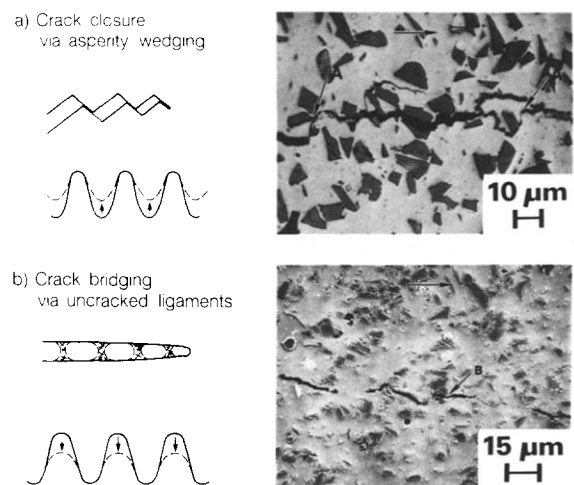 a) Crack closure
via asperity wedging
A
A
10 µm
b) Crack bridging
via uncracked ligaments
B
15 µm